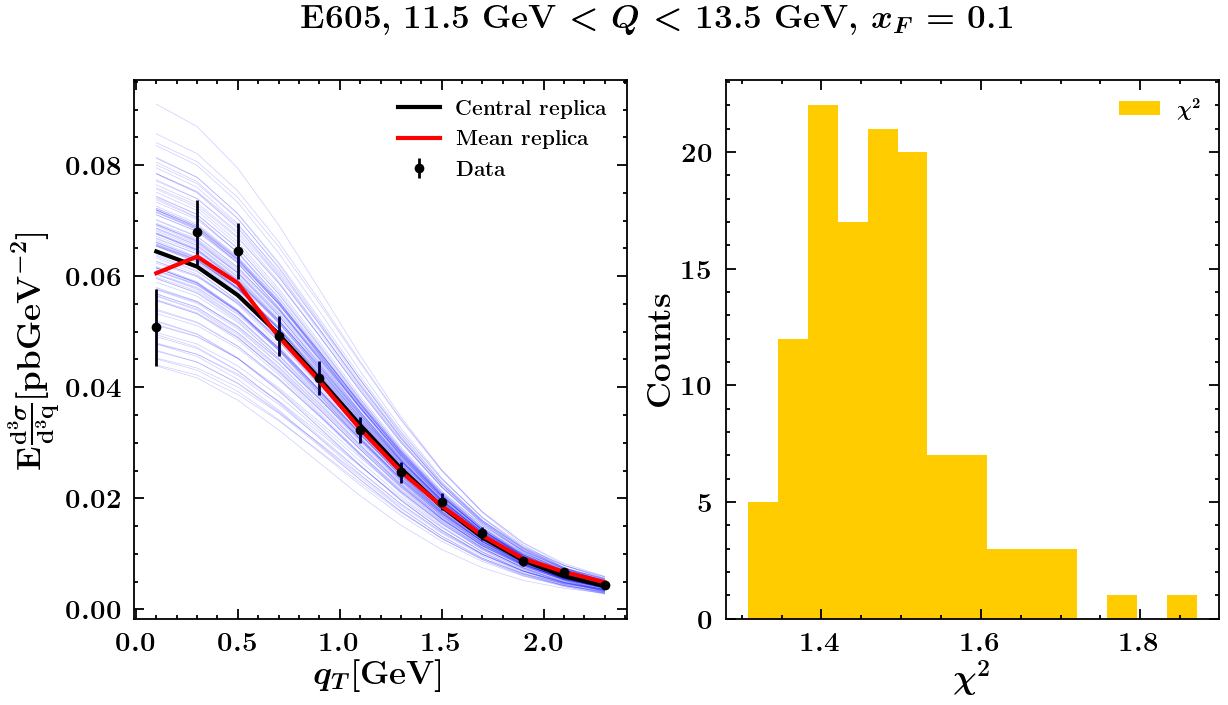 E605, 11.5 GeV < Q < 13.5 GeV, x_F = 0.1
Central replica
Mean replica
Data
0.08
0.06
0.04
0.02
0.00
E d³σ/d³q [pbGeV⁻²]
0.0 0.5 1.0 1.5 2.0
q_T[GeV]
χ²
20
15
10
5
0
Counts
1.4 1.6 1.8
χ²